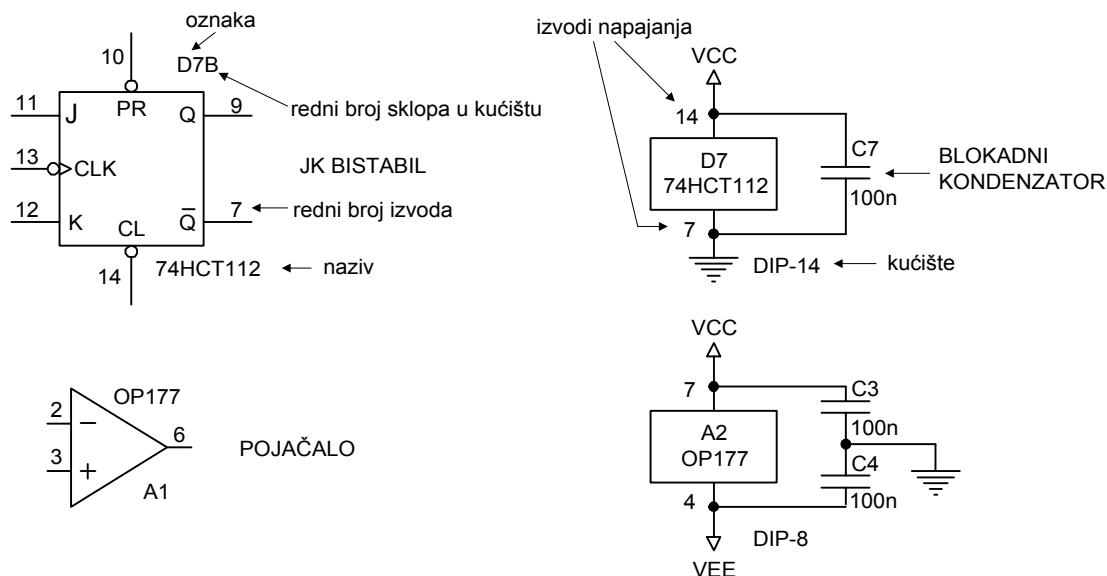 oznaka
10
D7B
redni broj sklopa u kućištu
11
J
PR
Q
9
13
CLK
JK BISTABIL
12
K
CL
Q̅
7
redni broj izvoda
14
74HCT112
naziv
izvodi napajanja
VCC
14
D7
74HCT112
C7
100n
BLOKADNI
KONDENZATOR
7
DIP-14
kućište
OP177
2
−
3
+
6
POJAČALO
A1
VCC
7
C3
100n
A2
OP177
C4
100n
4
DIP-8
VEE